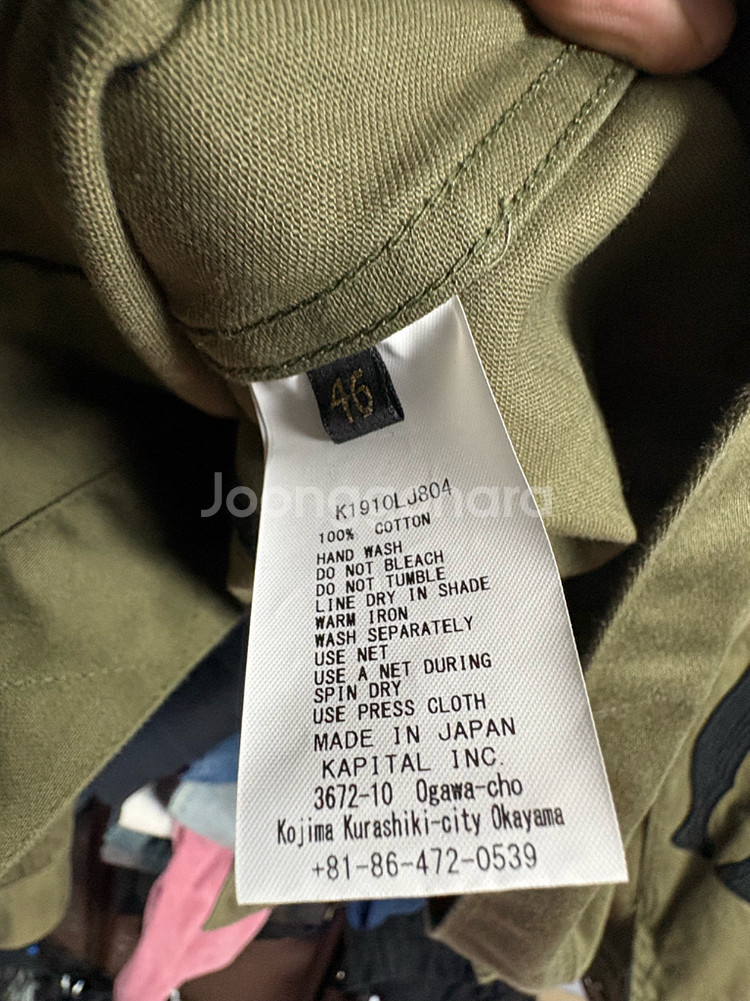 46
K1910LJ804
100% COTTON
HAND WASH
DO NOT BLEACH
DO NOT TUMBLE
LINE DRY IN SHADE
WARM IRON
WASH SEPARATELY
USE NET
USE A NET DURING
SPIN DRY
USE PRESS CLOTH
MADE IN JAPAN
KAPITAL INC.
3672-10 Ogawa-cho
Kojima Kurashiki-city Okayama
+81-86-472-0539
Joonggonara